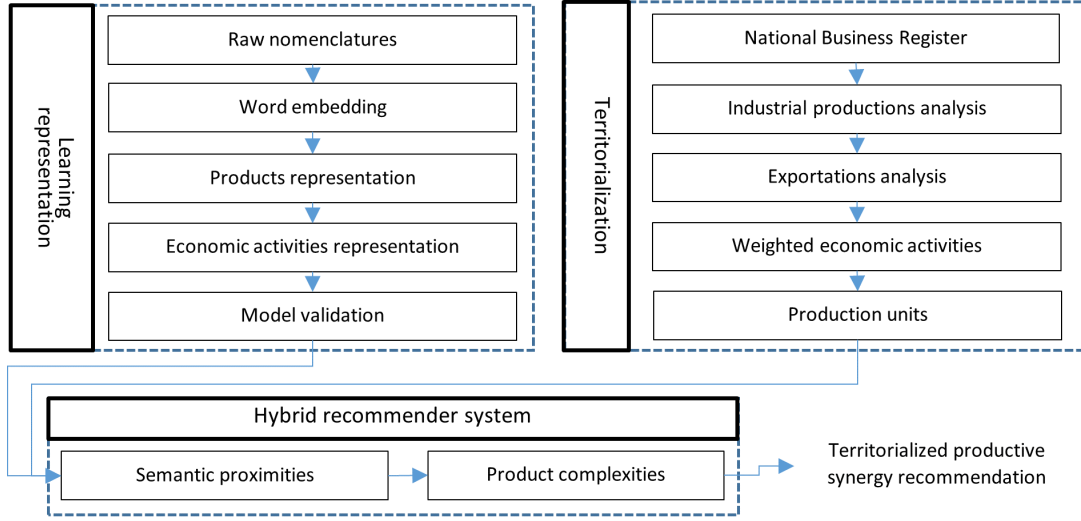 Learning
representation
Raw nomenclatures
Word embedding
Products representation
Economic activities representation
Model validation
Territorialization
National Business Register
Industrial productions analysis
Exportations analysis
Weighted economic activities
Production units
Hybrid recommender system
Semantic proximities
Product complexities
Territorialized productive
synergy recommendation